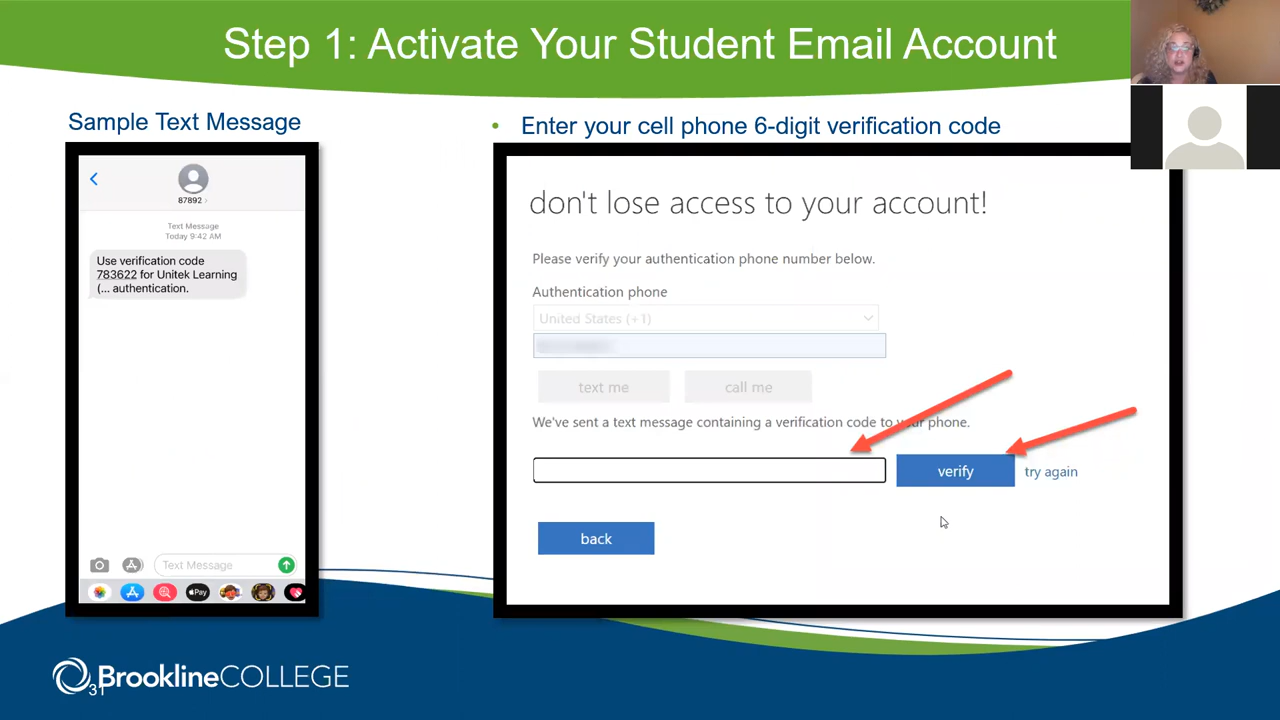 Step 1: Activate Your Student Email Account
Sample Text Message
87892
Text Message
Today 9:42 AM
Use verification code
783622 for Unitek Learning
(... authentication.
Text Message
Pay
• Enter your cell phone 6-digit verification code
don't lose access to your account!
Please verify your authentication phone number below.
Authentication phone
United States (+1)
text me
call me
We've sent a text message containing a verification code to your phone.
verify
try again
back
31
BrooklineCOLLEGE